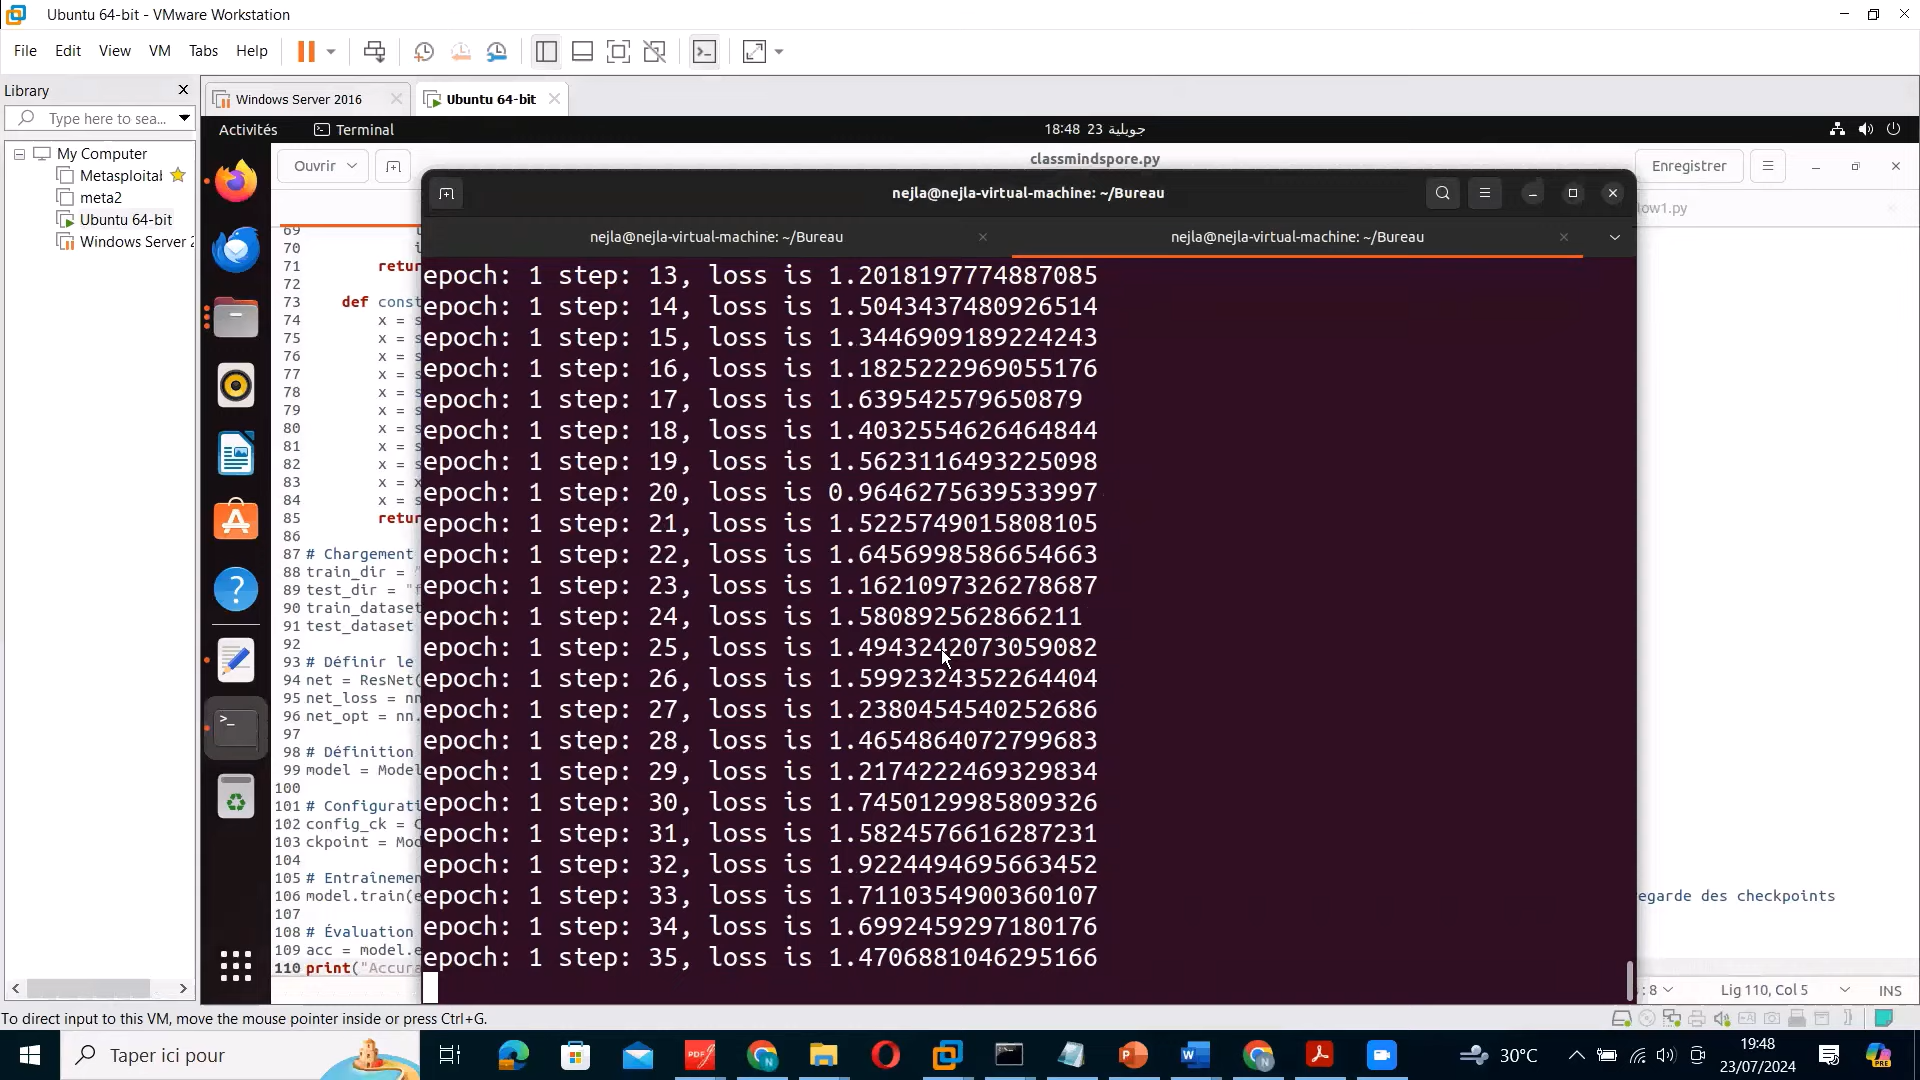 Ubuntu 64-bit - VMware Workstation
File Edit View VM Tabs Help
Library
Type here to sea...
My Computer
Metasploital
meta2
Ubuntu 64-bit
Windows Server 2
Windows Server 2016
Ubuntu 64-bit
Activités
Terminal
18:48 23 جويلية
Ouvrir
classmindspore.py
Enregistrer
low1.py
nejla@nejla-virtual-machine: ~/Bureau
nejla@nejla-virtual-machine: ~/Bureau
nejla@nejla-virtual-machine: ~/Bureau
69
70
71 retur
72
73 def const
74 x = s
75 x = s
76 x = s
77 x = s
78 x = s
79 x = s
80 x = s
81 x = s
82 x = s
83 x = x
84 x = s
85 retur
86
87 # Chargement
88 train_dir = "
89 test_dir = "f
90 train_dataset
91 test_dataset
92
93 # Définir le
94 net = ResNet(
95 net_loss = nn
96 net_opt = nn.
97
98 # Définition
99 model = Model
100
101 # Configurati
102 config_ck = C
103 ckpoint = Mod
104
105 # Entraînemen
106 model.train(e
107
108 # Évaluation
109 acc = model.e
110 print("Accura
epoch: 1 step: 13, loss is 1.2018197774887085
epoch: 1 step: 14, loss is 1.5043437480926514
epoch: 1 step: 15, loss is 1.3446909189224243
epoch: 1 step: 16, loss is 1.1825222969055176
epoch: 1 step: 17, loss is 1.639542579650879
epoch: 1 step: 18, loss is 1.4032554626464844
epoch: 1 step: 19, loss is 1.5623116493225098
epoch: 1 step: 20, loss is 0.9646275639533997
epoch: 1 step: 21, loss is 1.5225749015808105
epoch: 1 step: 22, loss is 1.6456998586654663
epoch: 1 step: 23, loss is 1.1621097326278687
epoch: 1 step: 24, loss is 1.580892562866211
epoch: 1 step: 25, loss is 1.4943242073059082
epoch: 1 step: 26, loss is 1.5992324352264404
epoch: 1 step: 27, loss is 1.2380454540252686
epoch: 1 step: 28, loss is 1.4654864072799683
epoch: 1 step: 29, loss is 1.2174222469329834
epoch: 1 step: 30, loss is 1.7450129985809326
epoch: 1 step: 31, loss is 1.5824576616287231
epoch: 1 step: 32, loss is 1.9224494695663452
epoch: 1 step: 33, loss is 1.7110354900360107
epoch: 1 step: 34, loss is 1.6992459297180176
epoch: 1 step: 35, loss is 1.4706881046295166
egarde des checkpoints
: 8
Lig 110, Col 5
INS
To direct input to this VM, move the mouse pointer inside or press Ctrl+G.
Taper ici pour
30°C
19:48
23/07/2024